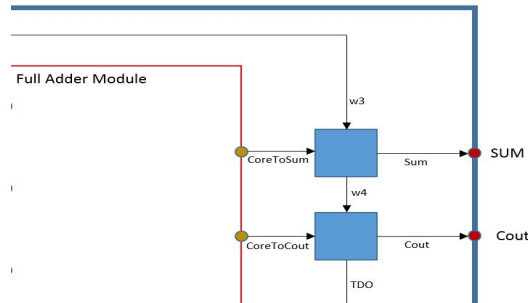 Full Adder Module
w3
CoreToSum
Sum
SUM
w4
CoreToCout
Cout
Cout
TDO